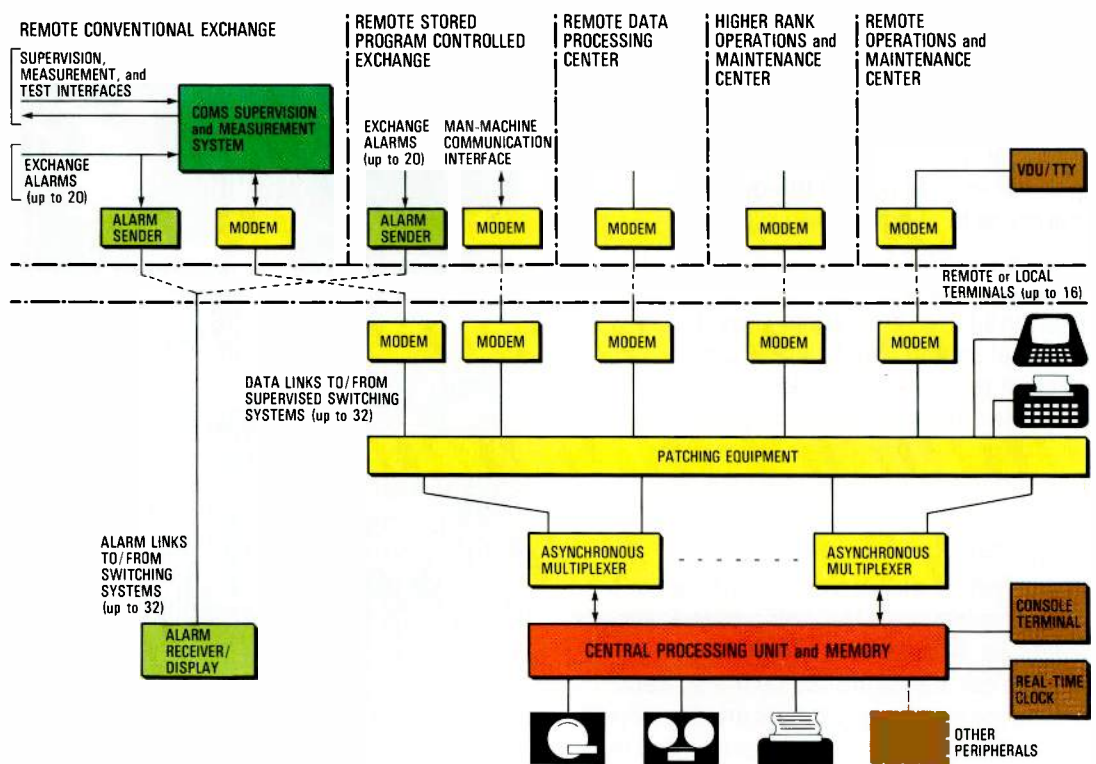 REMOTE CONVENTIONAL EXCHANGE
SUPERVISION,
MEASUREMENT, and
TEST INTERFACES
COMS SUPERVISION
and MEASUREMENT
SYSTEM
EXCHANGE
ALARMS
(up to 20)
ALARM
SENDER
MODEM
REMOTE STORED
PROGRAM CONTROLLED
EXCHANGE
EXCHANGE
ALARMS
(up to 20)
MAN-MACHINE
COMMUNICATION
INTERFACE
ALARM
SENDER
MODEM
REMOTE DATA
PROCESSING
CENTER
MODEM
HIGHER RANK
OPERATIONS and
MAINTENANCE
CENTER
MODEM
REMOTE
OPERATIONS and
MAINTENANCE
CENTER
VDU/TTY
MODEM
REMOTE or LOCAL
TERMINALS (up to 16)
MODEM
MODEM
MODEM
MODEM
MODEM
DATA LINKS TO/FROM
SUPERVISED SWITCHING
SYSTEMS (up to 32)
PATCHING EQUIPMENT
ALARM LINKS
TO/FROM
SWITCHING
SYSTEMS
(up to 32)
ASYNCHRONOUS
MULTIPLEXER
ASYNCHRONOUS
MULTIPLEXER
ALARM
RECEIVER/
DISPLAY
CENTRAL PROCESSING UNIT and MEMORY
CONSOLE
TERMINAL
REAL-TIME
CLOCK
OTHER
PERIPHERALS